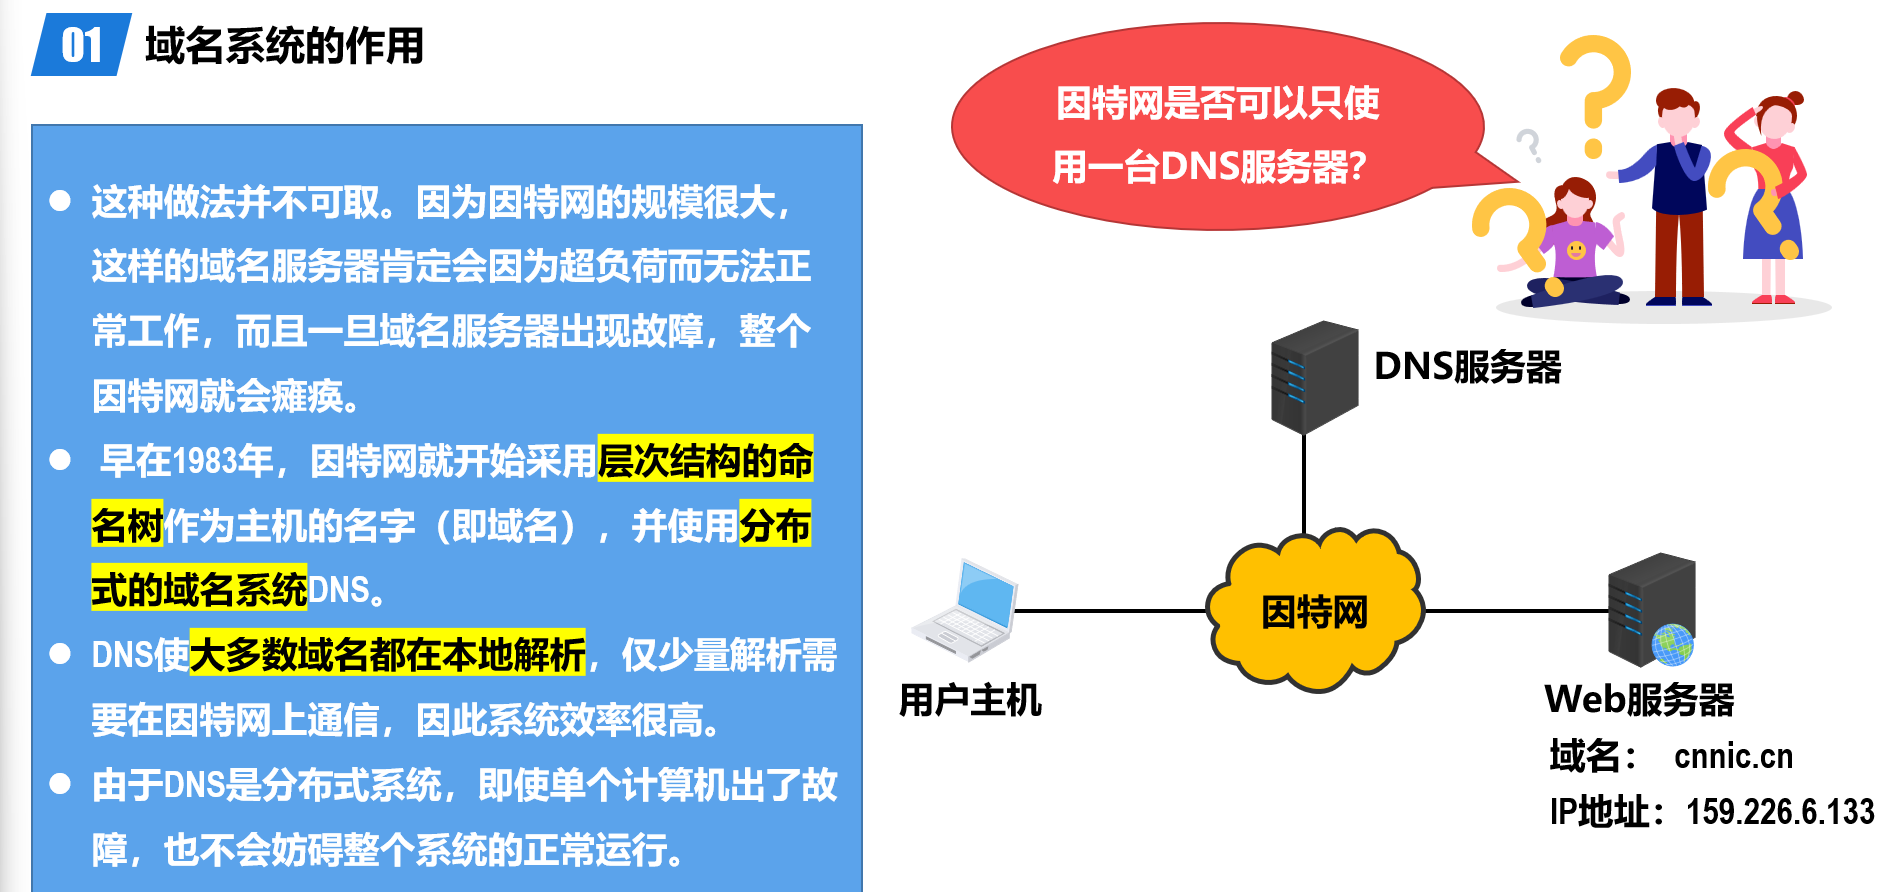 01 域名系统的作用
● 这种做法并不可取。因为因特网的规模很大，
这样的域名服务器肯定会因为超负荷而无法正
常工作，而且一旦域名服务器出现故障，整个
因特网就会瘫痪。
● 早在1983年，因特网就开始采用层次结构的命
名树作为主机的名字（即域名），并使用分布
式的域名系统DNS。
● DNS使大多数域名都在本地解析，仅少量解析需
要在因特网上通信，因此系统效率很高。
● 由于DNS是分布式系统，即使单个计算机出了故
障，也不会妨碍整个系统的正常运行。
因特网是否可以只使
用一台DNS服务器？
DNS服务器
因特网
用户主机
Web服务器
域名： cnnic.cn
IP地址：159.226.6.133